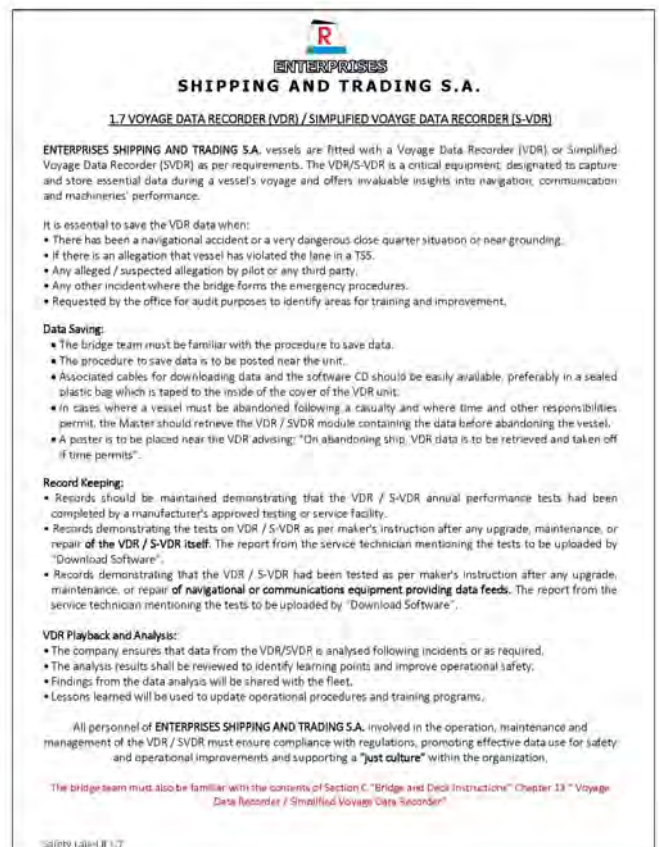 R
ENTERPRISES
SHIPPING AND TRADING S.A.
1.7 VOYAGE DATA RECORDER (VDR) / SIMPLIFIED VOAYGE DATA RECORDER (S-VDR)
ENTERPRISES SHIPPING AND TRADING S.A. vessels are fitted with a Voyage Data Recorder (VDR) or Simplified
Voyage Data Recorder (SVDR) as per requirements. The VDR/S-VDR is a critical equipment, designated to capture
and store essential data during a vessel's voyage and offers invaluable insights into navigation, communication
and machineries' performance.
It is essential to save the VDR data when:
• There has been a navigational accident or a very dangerous close quarter situation or near grounding.
• If there is an allegation that vessel has violated the lane in a TSS.
• Any alleged / suspected allegation by pilot or any third party.
• Any other incident where the bridge forms the emergency procedures.
• Requested by the office for audit purposes to identify areas for training and improvement.
Data Saving:
• The bridge team must be familiar with the procedure to save data.
• The procedure to save data is to be posted near the unit.
• Associated cables for downloading data and the software CD should be easily available, preferably in a sealed
plastic bag which is taped to the inside of the cover of the VDR unit.
• In cases where a vessel must be abandoned following a casualty and where time and other responsibilities
permit, the Master should retrieve the VDR / SVDR module containing the data before abandoning the vessel.
• A poster is to be placed near the VDR advising: "On abandoning ship, VDR data is to be retrieved and taken off
if time permits".
Record Keeping:
• Records should be maintained demonstrating that the VDR / S-VDR annual performance tests had been
completed by a manufacturer's approved testing or service facility.
• Records demonstrating the tests on VDR / S-VDR as per maker's instruction after any upgrade, maintenance, or
repair of the VDR / S-VDR itself. The report from the service technician mentioning the tests to be uploaded by
"Download Software".
• Records demonstrating that the VDR / S-VDR had been tested as per maker's instruction after any upgrade,
maintenance, or repair of navigational or communications equipment providing data feeds. The report from the
service technician mentioning the tests to be uploaded by "Download Software".
VDR Playback and Analysis:
• The company ensures that data from the VDR/SVDR is analysed following incidents or as required.
• The analysis results shall be reviewed to identify learning points and improve operational safety.
• Findings from the data analysis will be shared with the fleet.
• Lessons learned will be used to update operational procedures and training programs.
All personnel of ENTERPRISES SHIPPING AND TRADING S.A. involved in the operation, maintenance and
management of the VDR / SVDR must ensure compliance with regulations, promoting effective data use for safety
and operational improvements and supporting a "just culture" within the organization.
The bridge team must also be familiar with the contents of Section C "Bridge and Deck Instructions" Chapter 13 " Voyage
Data Recorder / Simplified Voyage Data Recorder"
Safety Label # 1.7